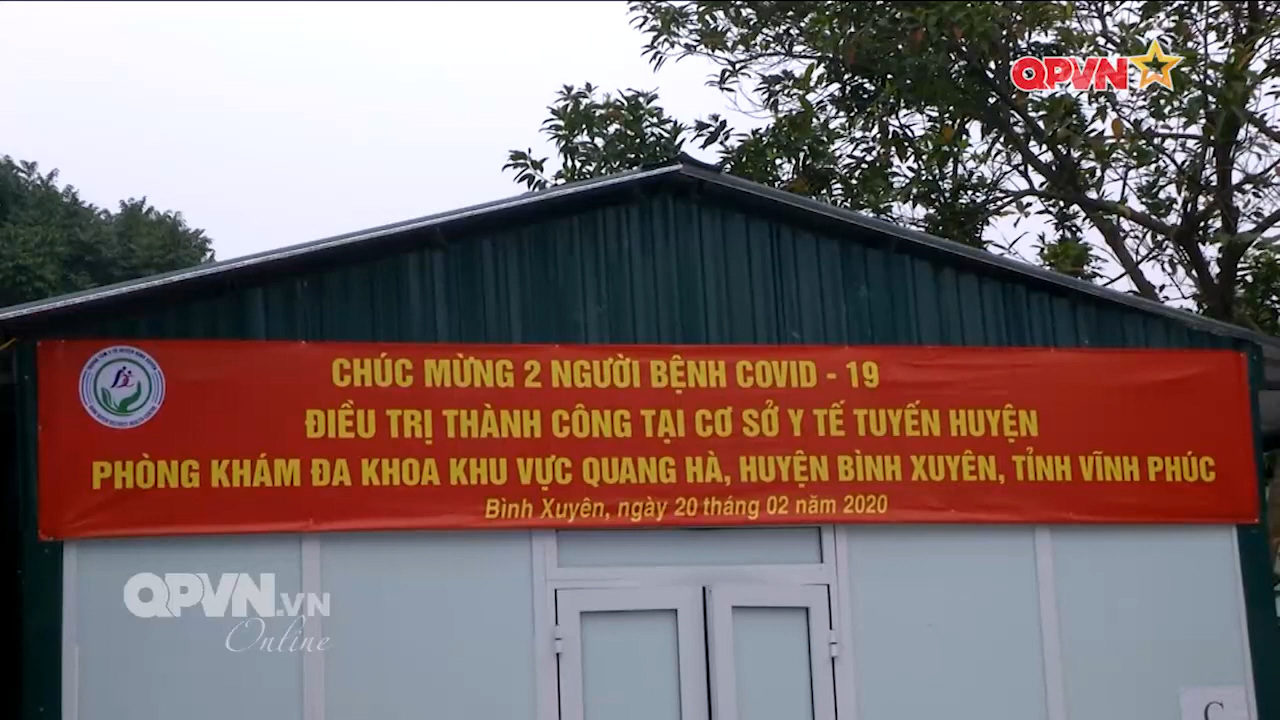 QPVN
CHÚC MỪNG 2 NGƯỜI BỆNH COVID - 19
ĐIỀU TRỊ THÀNH CÔNG TẠI CƠ SỞ Y TẾ TUYẾN HUYỆN
PHÒNG KHÁM ĐA KHOA KHU VỰC QUANG HÀ, HUYỆN BÌNH XUYÊN, TỈNH VĨNH PHÚC
Bình Xuyên, ngày 20 tháng 02 năm 2020
QPVN.VN
Online